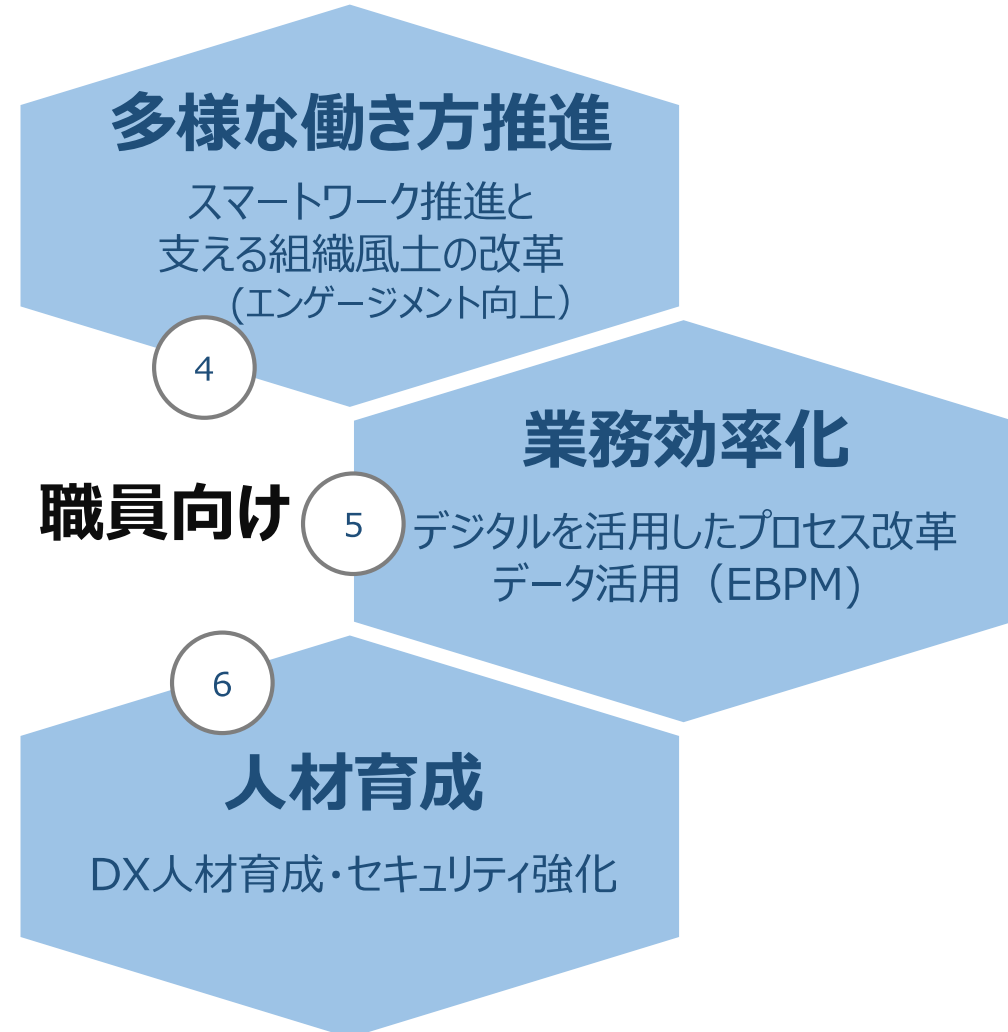 多様な働き方推進
スマートワーク推進と
支える組織風土の改革
(エンゲージメント向上）
4
業務効率化
職員向け
5
デジタルを活用したプロセス改革
データ活用（EBPM)
6
人材育成
DX人材育成・セキュリティ強化